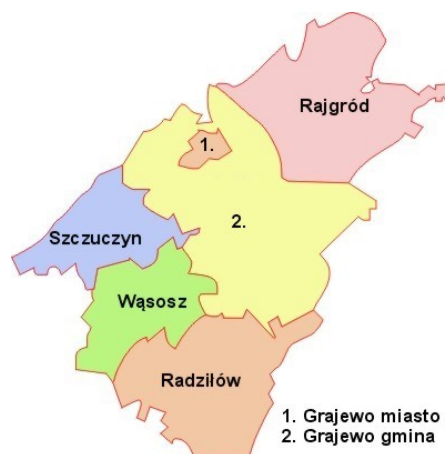 Rajgród
1.
Szczuczyn
2.
Wąsosz
Radziłów
1. Grajewo miasto
2. Grajewo gmina